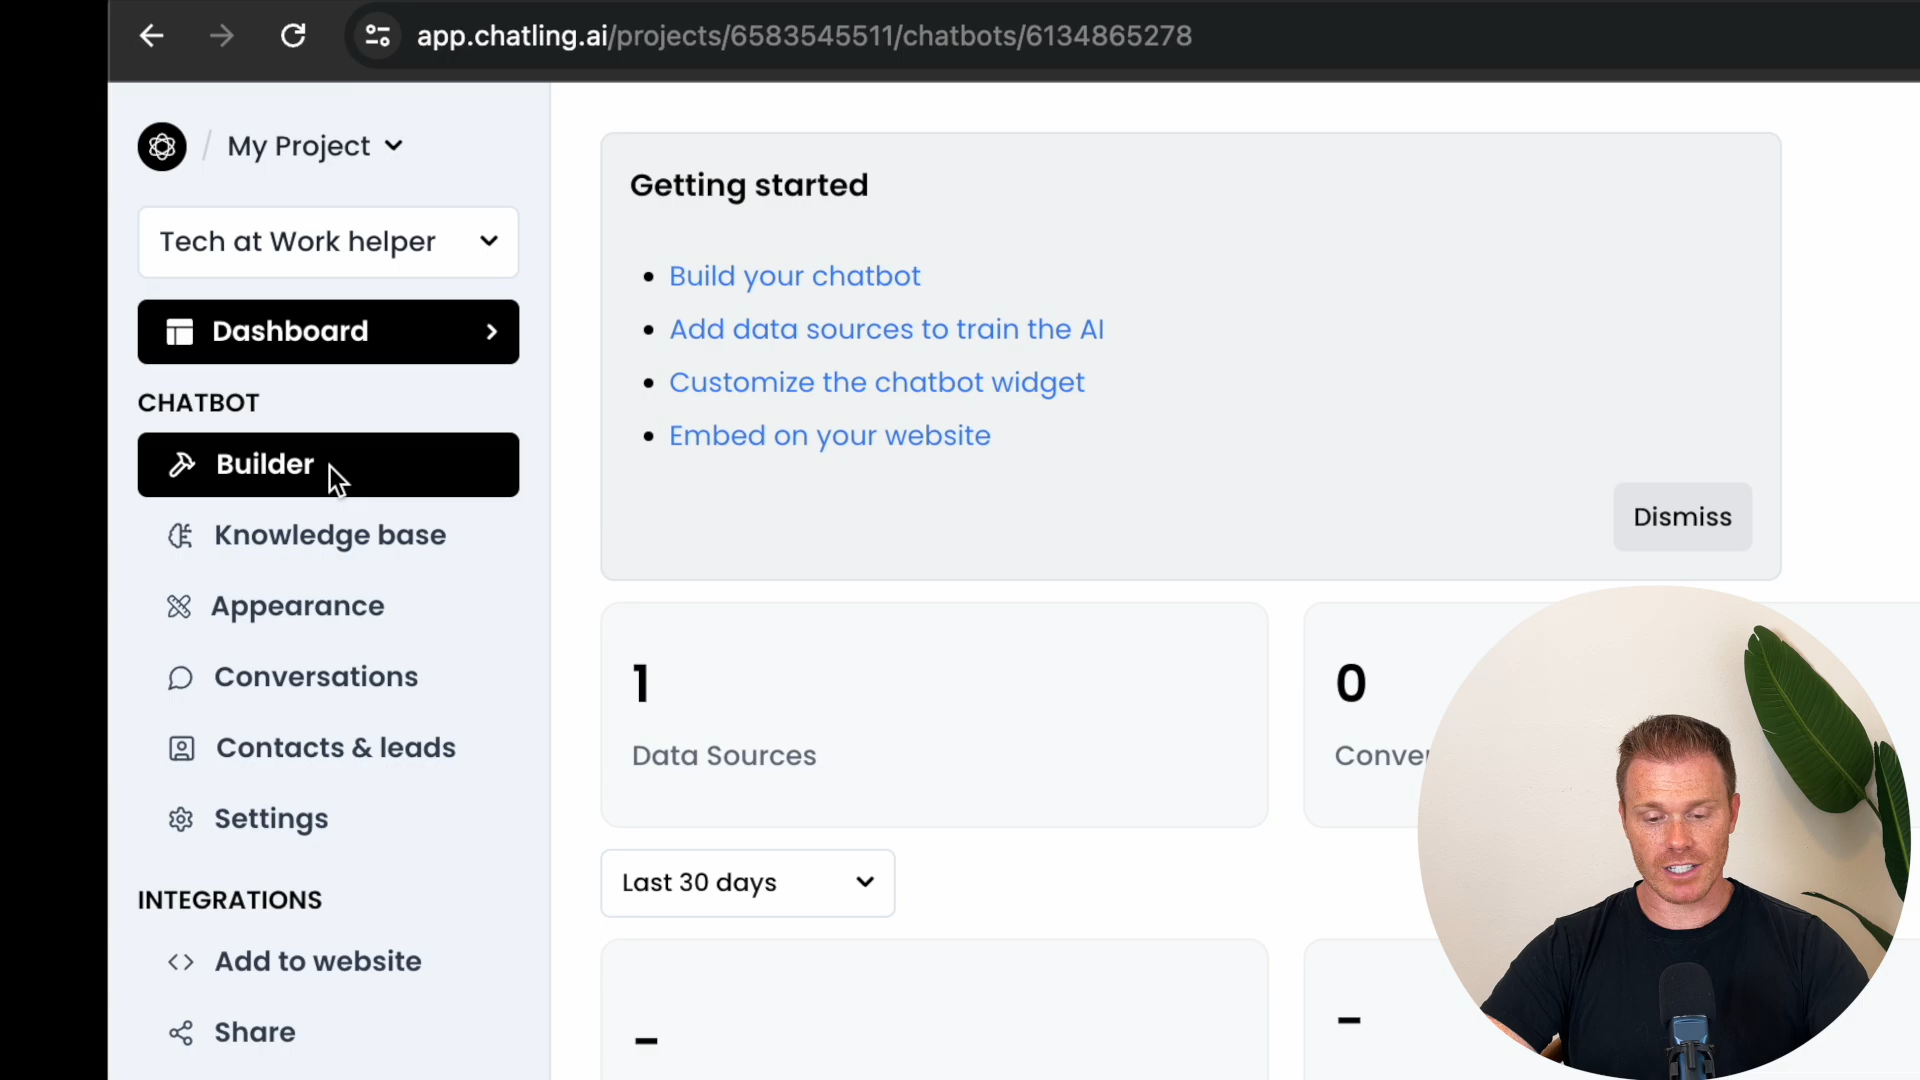 app.chatling.ai/projects/6583545511/chatbots/6134865278
/ My Project
Tech at Work helper
Dashboard
CHATBOT
Builder
Knowledge base
Appearance
Conversations
Contacts & leads
Settings
INTEGRATIONS
Add to website
Share
Getting started
• Build your chatbot
• Add data sources to train the AI
• Customize the chatbot widget
• Embed on your website
Dismiss
1
Data Sources
0
Last 30 days
-
-